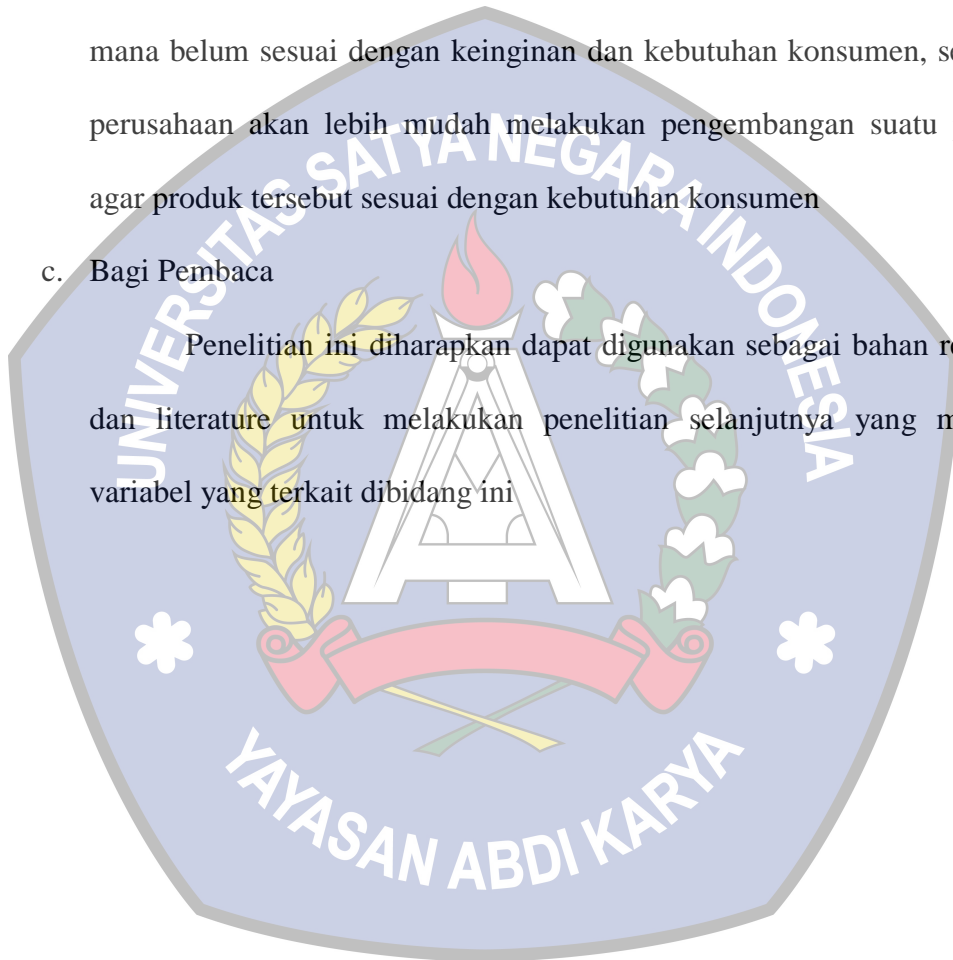 mana belum sesuai dengan keinginan dan kebutuhan konsumen,
perusahaan akan lebih mudah melakukan pengembangan suatu
agar produk tersebut sesuai dengan kebutuhan konsumen
c. Bagi Pembaca
Penelitian ini diharapkan dapat digunakan sebagai bahan
dan literature untuk melakukan penelitian selanjutnya yang
variabel yang terkait dibidang ini
UNIVERSITAS SATYA NEGARA INDONESIA
YAYASAN ABDI KARYA